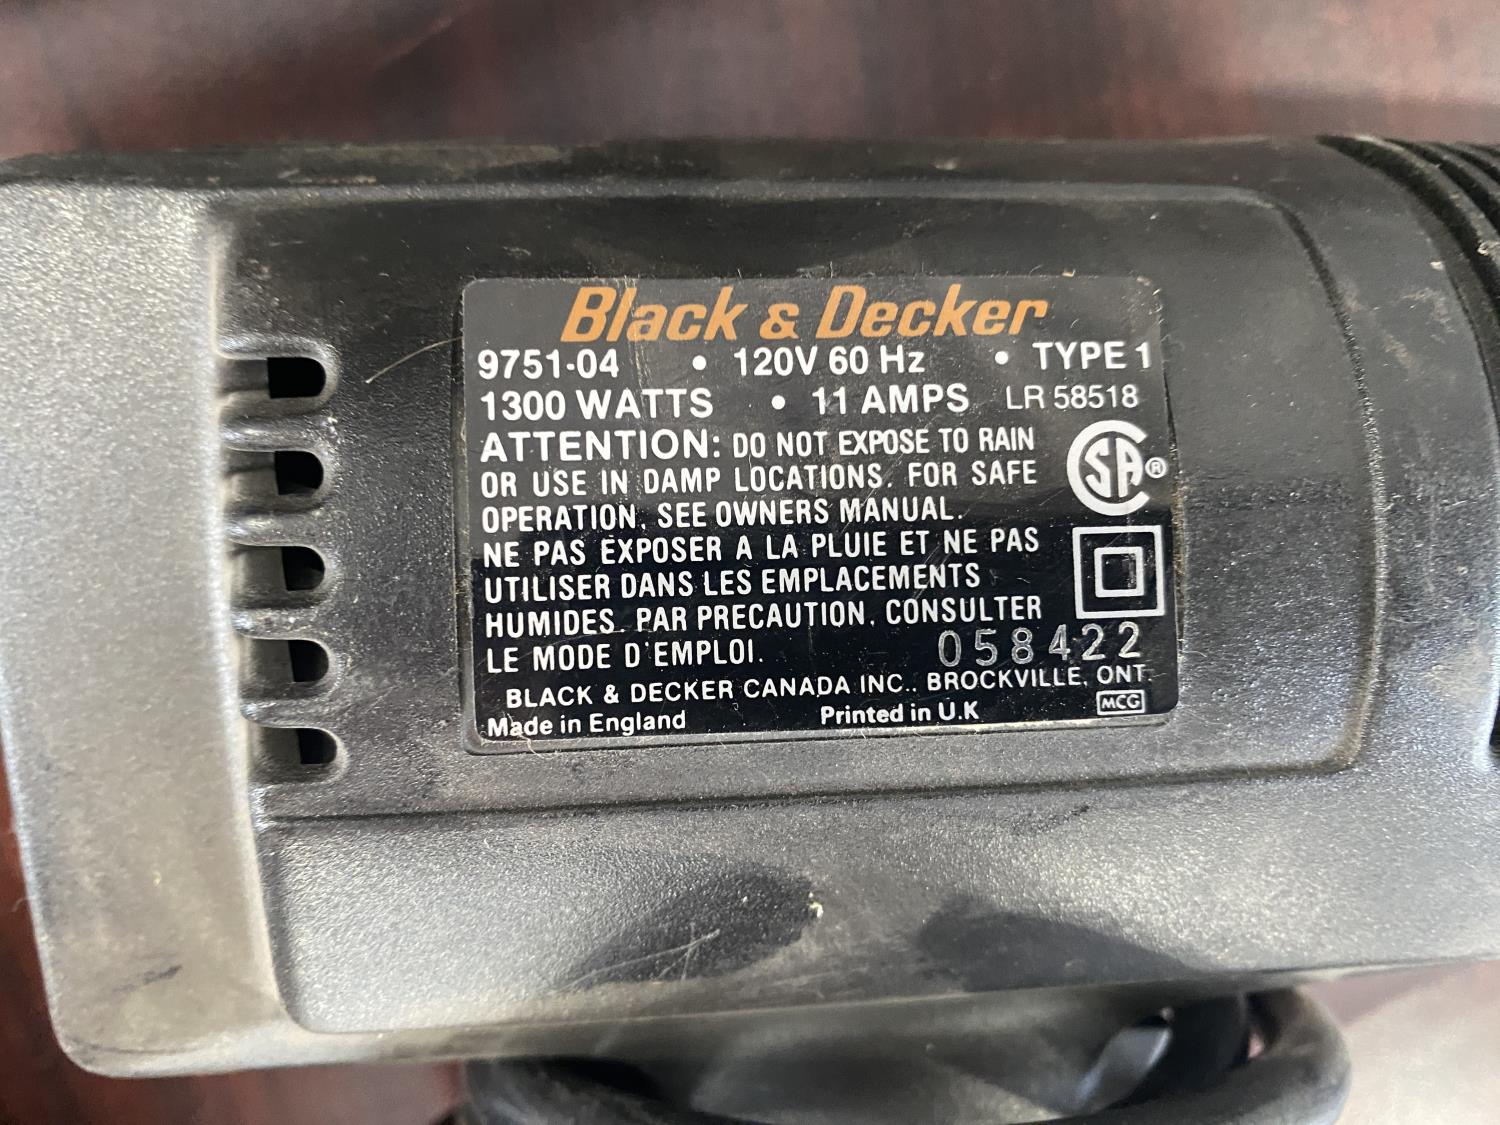 Black & Decker
9751-04 • 120V 60 Hz • TYPE 1
1300 WATTS • 11 AMPS LR 58518
ATTENTION: DO NOT EXPOSE TO RAIN
OR USE IN DAMP LOCATIONS. FOR SAFE
OPERATION, SEE OWNERS MANUAL.
NE PAS EXPOSER A LA PLUIE ET NE PAS
UTILISER DANS LES EMPLACEMENTS
HUMIDES. PAR PRECAUTION, CONSULTER
LE MODE D'EMPLOI.
SA®
058422
BLACK & DECKER CANADA INC., BROCKVILLE, ONT.
Made in England Printed in U.K
MCG